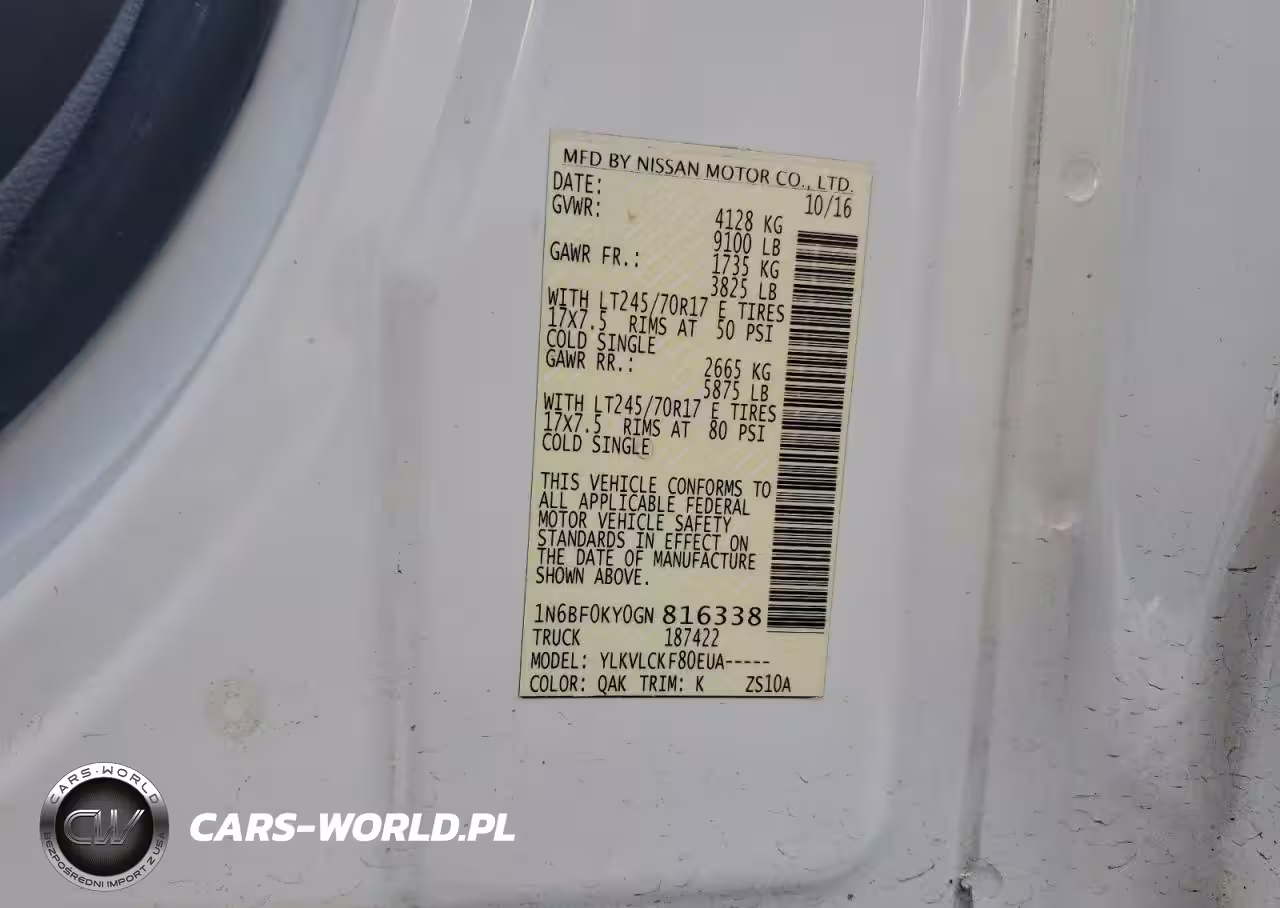 MFD BY NISSAN MOTOR CO., LTD.
DATE: 10/16
GVWR: 4128 KG
9100 LB
GAWR FR.: 1735 KG
3825 LB
WITH LT245/70R17 E TIRES
17X7.5 RIMS AT 50 PSI
COLD SINGLE
GAWR RR.: 2665 KG
5875 LB
WITH LT245/70R17 E TIRES
17X7.5 RIMS AT 80 PSI
COLD SINGLE
THIS VEHICLE CONFORMS TO
ALL APPLICABLE FEDERAL
MOTOR VEHICLE SAFETY
STANDARDS IN EFFECT ON
THE DATE OF MANUFACTURE
SHOWN ABOVE.
1N6BF0KY0GN 816338
TRUCK 187422
MODEL: YLKVLCKF80EUA-----
COLOR: QAK TRIM: K ZS10A
CARS-WORLD
CW
BEZPOŚREDNI IMPORT Z USA
CARS-WORLD.PL